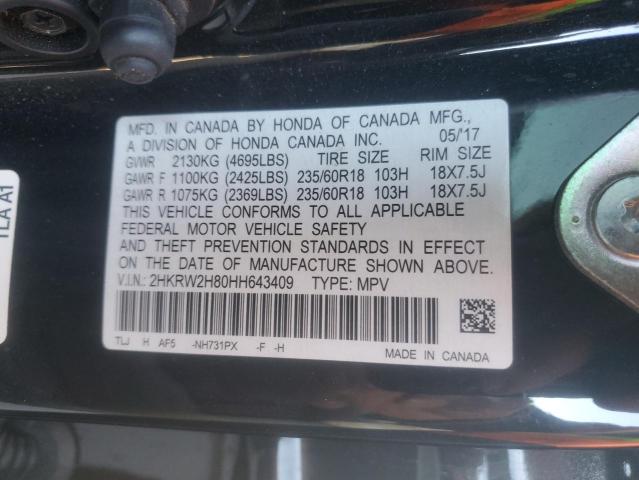 MFD. IN CANADA BY HONDA OF CANADA MFG.,
A DIVISION OF HONDA CANADA INC. 05/'17
GVWR 2130KG (4695LBS) TIRE SIZE RIM SIZE
GAWR F 1100KG (2425LBS) 235/60R18 103H 18X7.5J
GAWR R 1075KG (2369LBS) 235/60R18 103H 18X7.5J
THIS VEHICLE CONFORMS TO ALL APPLICABLE
FEDERAL MOTOR VEHICLE SAFETY
AND THEFT PREVENTION STANDARDS IN EFFECT
ON THE DATE OF MANUFACTURE SHOWN ABOVE.
V.I.N.: 2HKRW2H80HH643409 TYPE: MPV
TLJ H AF5 -NH731PX -F -H
MADE IN CANADA
TLA A1